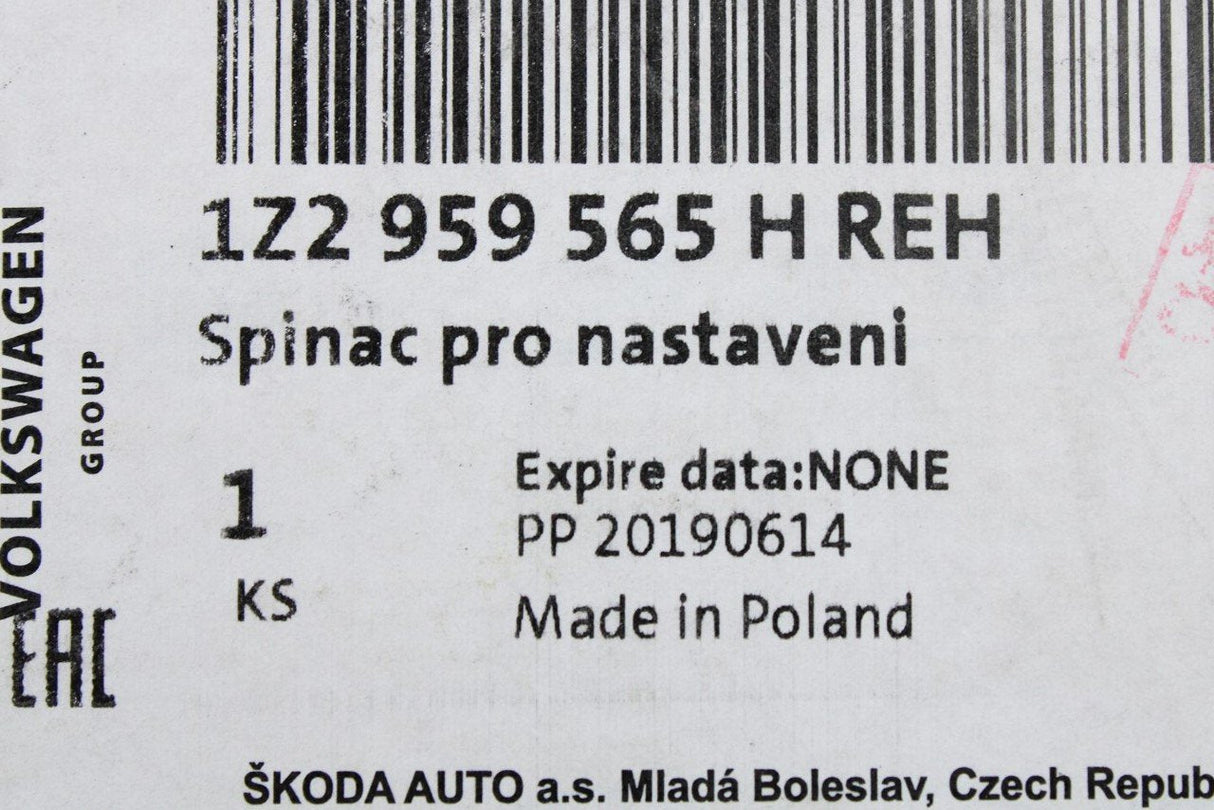 1Z2 959 565 H REH
Spinac pro nastaveni
1
KS
Expire data:NONE
PP 20190614
Made in Poland
VOLKSWAGEN
GROUP
EAC
ŠKODA AUTO a.s. Mladá Boleslav, Czech Repub